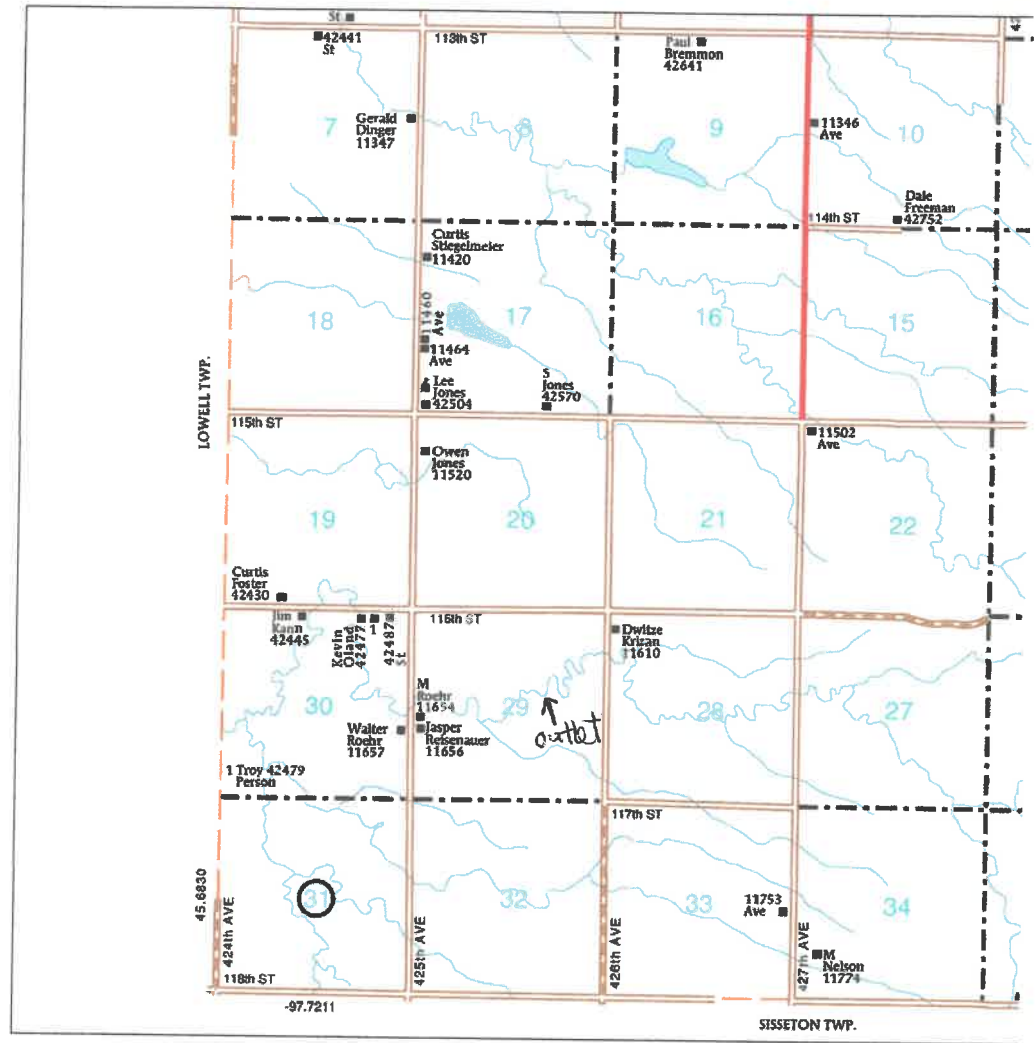 St
42441
St
113th ST
Paul
Bremmon
42641
7
Gerald
Dinger
11347
8
9
11346
Ave
10
Dale
Freeman
42752
114th ST
Curtis
Stiegelmeier
11420
18
11460
Ave
17
16
15
11464
Ave
Lee
Jones
42504
S
Jones
42570
LOWELL TWP.
115th ST
11502
Ave
Owen
Jones
11520
19
20
21
22
Curtis
Foster
42430
Jim
Kann
42445
Kevin
Oland
42477
1
42487
St
116th ST
Dwitze
Krizan
11610
M
Roehr
11654
30
29
28
27
outlet
Walter
Roehr
11657
Jasper
Reisenauer
11656
1 Troy 42479
Person
117th ST
45.6830
424th AVE
31
425th AVE
32
426th AVE
33
11753
Ave
427th AVE
34
M
Nelson
11774
118th ST
-97.7211
SISSETON TWP.